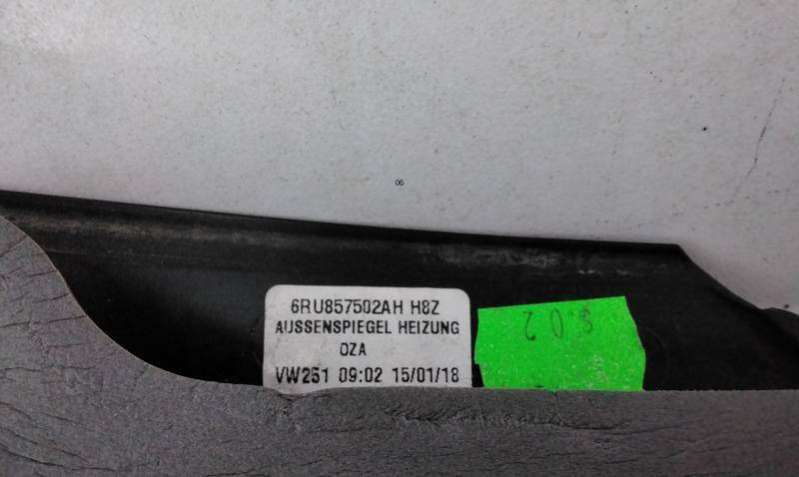 6RU857502AH H8Z
AUSSENSPIEGEL HEIZUNG
OZA
VW251 09:02 15/01/18